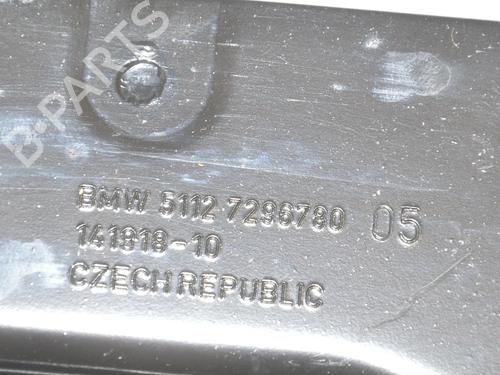 B-PARTS
BMW 5112 7296780 05
141818-10
CZECH REPUBLIC